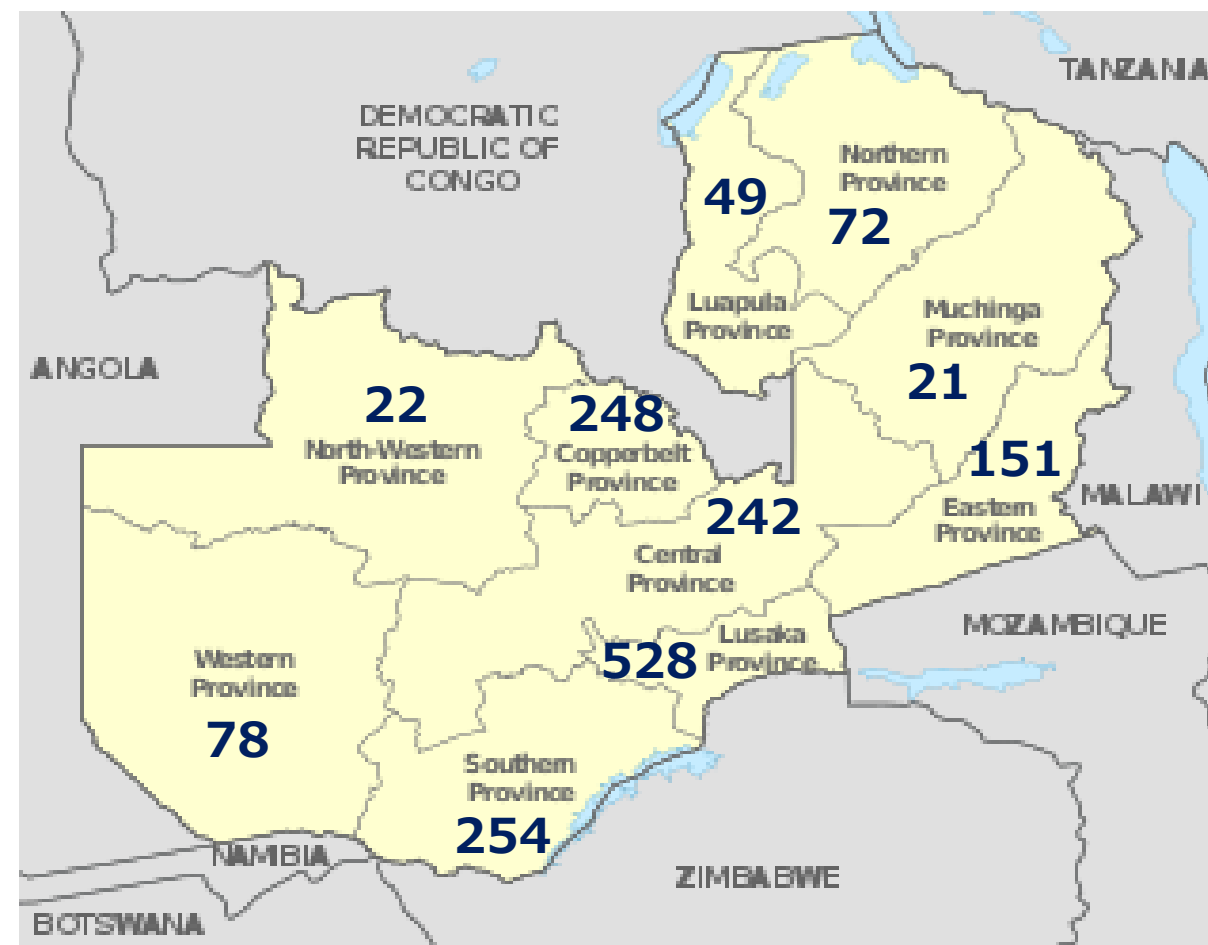 TANZANIA
DEMOCRATIC
REPUBLIC OF
CONGO
Northern
Province
49
72
Luapula
Province
Muchinga
Province
ANGOLA
21
22
248
North-Western
Province
Copperbelt
Province
151
MALAWI
242
Eastern
Province
Central
Province
MOZAMBIQUE
Lusaka
Province
528
Western
Province
78
Southern
Province
254
NAMIBIA
ZIMBABWE
BOTSWANA